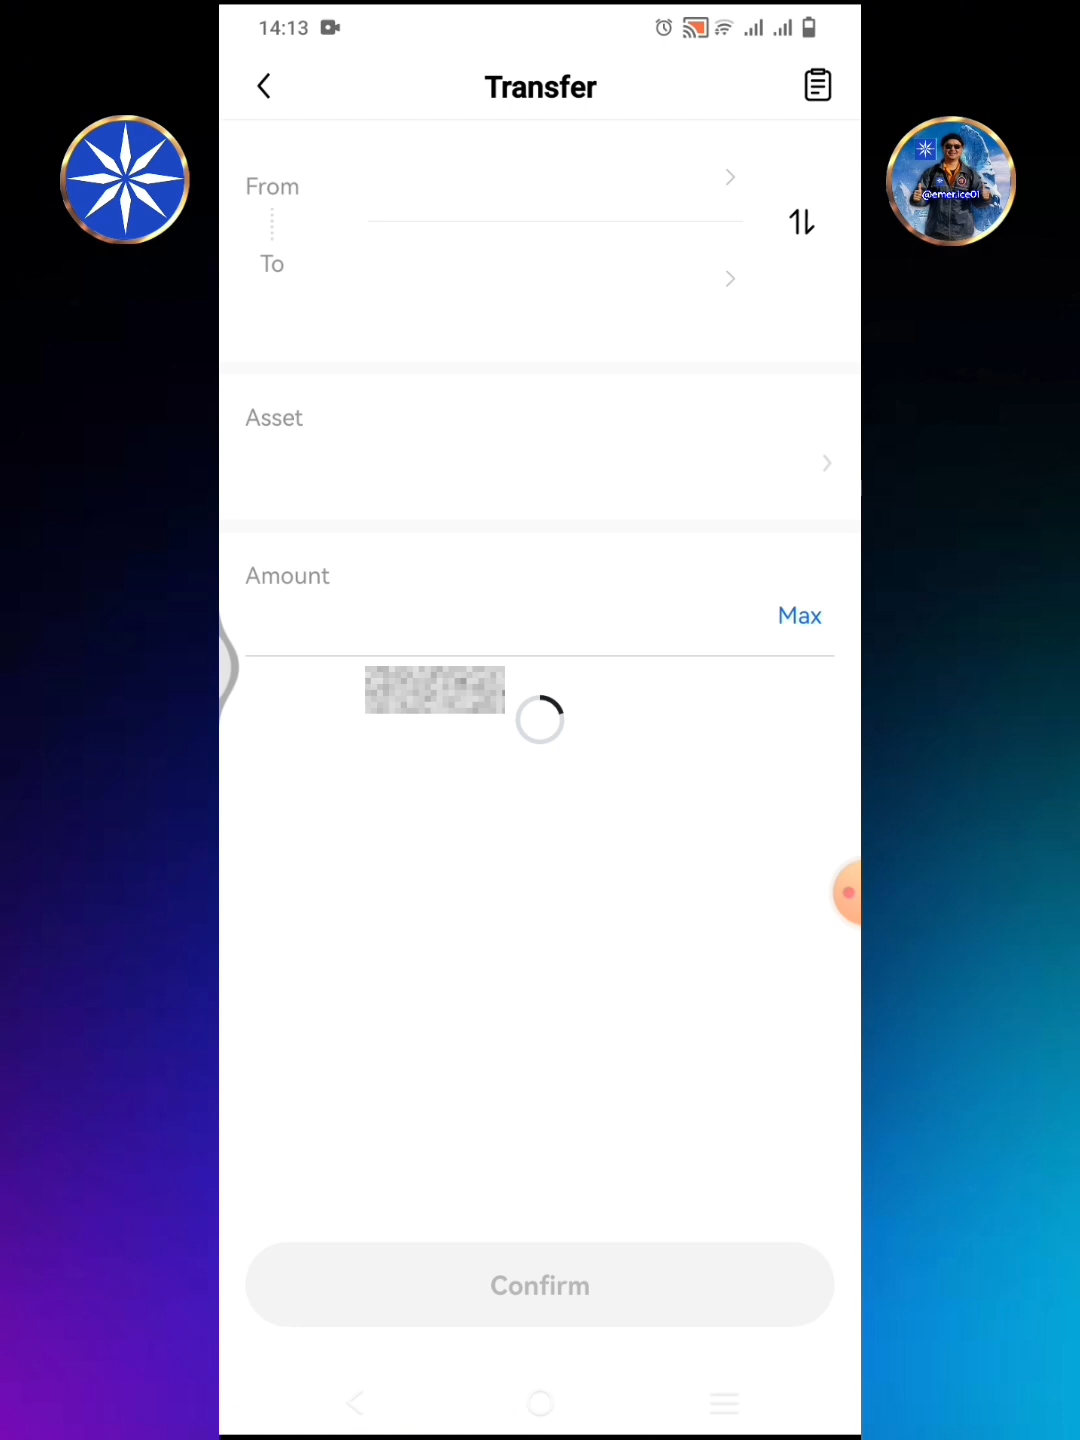 14:13
Transfer
From
To
Asset
Amount
Max
Confirm
@emer.ice01